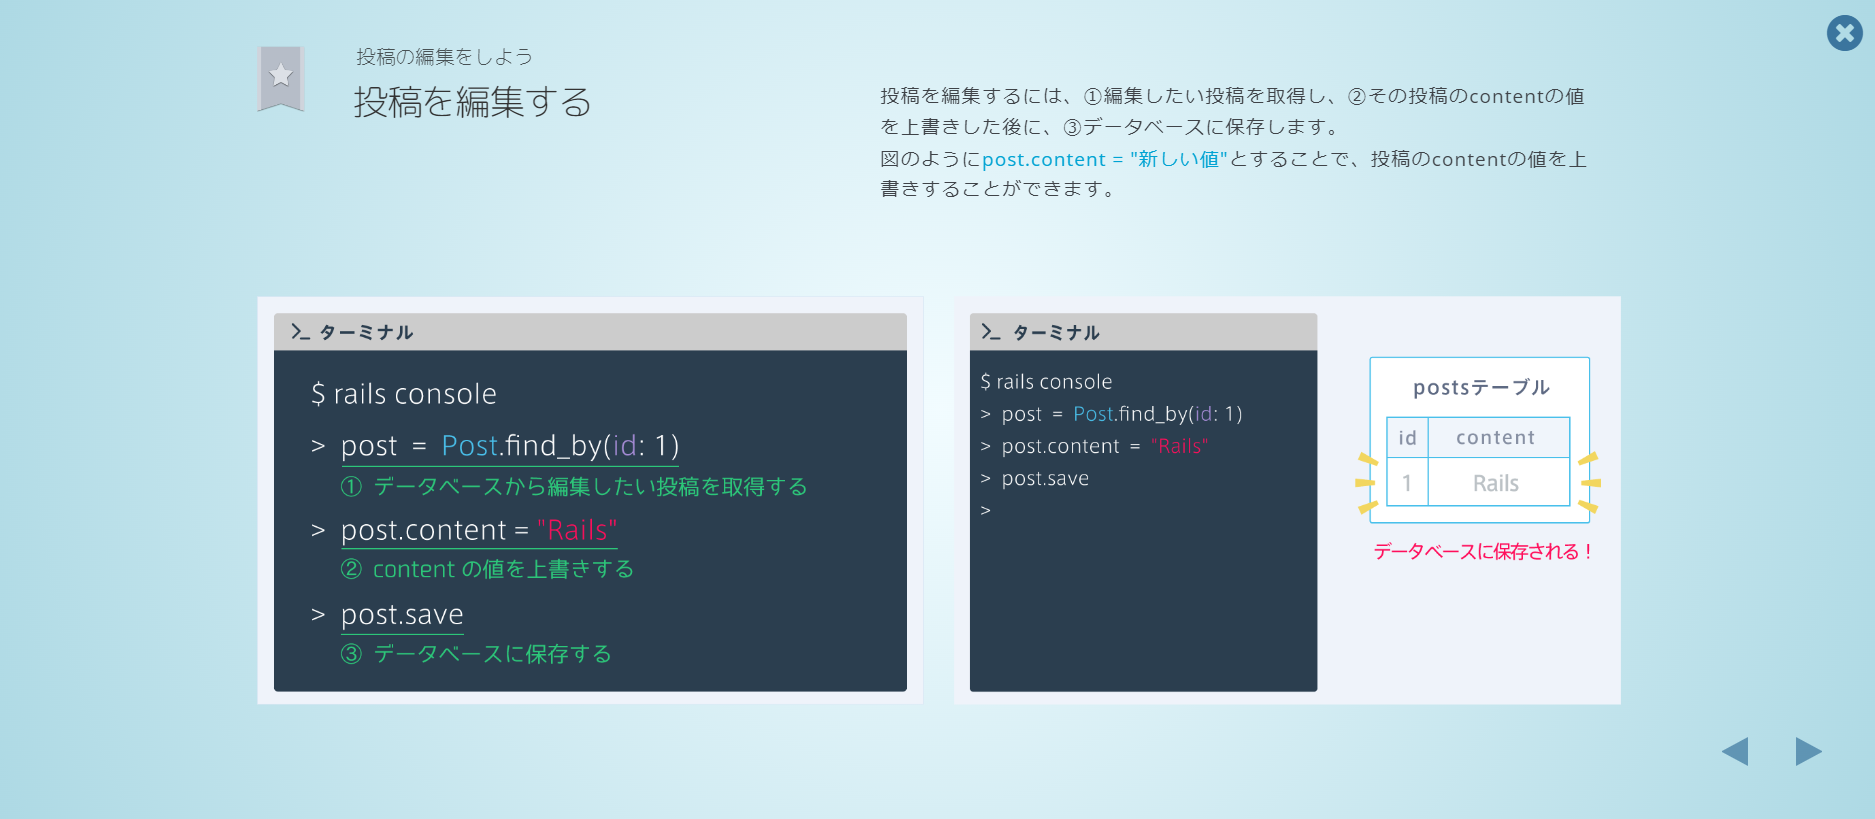 投稿の編集をしよう
投稿を編集する
投稿を編集するには、①編集したい投稿を取得し、②その投稿のcontentの値
を上書きした後に、③データベースに保存します。
図のようにpost.content = "新しい値"とすることで、投稿のcontentの値を上
書きすることができます。
>_ ターミナル
$ rails console
> post = Post.find_by(id: 1)
① データベースから編集したい投稿を取得する
> post.content = "Rails"
② content の値を上書きする
> post.save
③ データベースに保存する
>_ ターミナル
$ rails console
> post = Post.find_by(id: 1)
> post.content = "Rails"
> post.save
>
postsテーブル
id content
1 Rails
データベースに保存される！